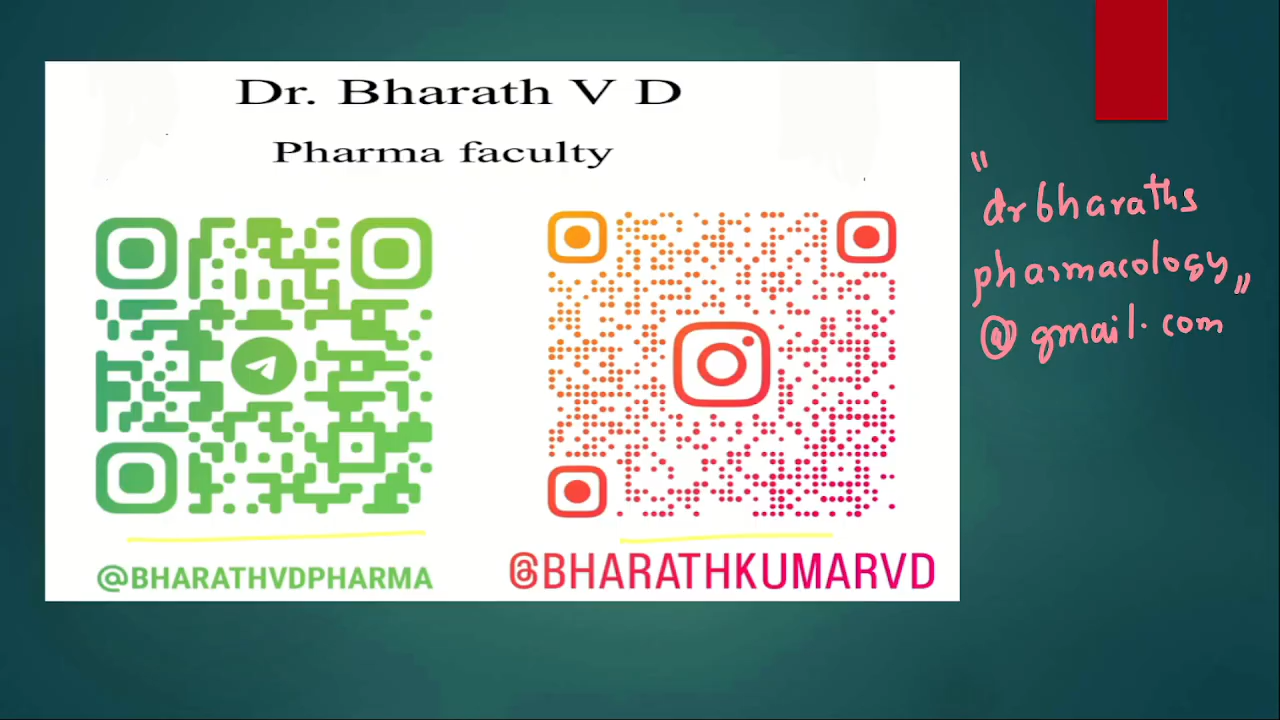 Dr. Bharath V D
Pharma faculty
@BHARATHVDPHARMA
@BHARATHKUMARVD
"drbharaths
pharmacology"
@gmail.com